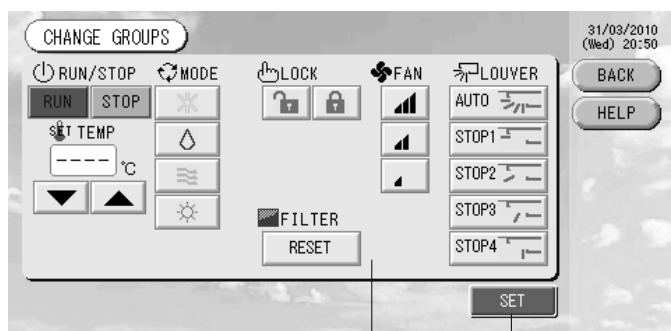 CHANGE GROUPS
31/03/2010
(Wed) 20:50
RUN/STOP
MODE
LOCK
FAN
LOUVER
BACK
RUN
STOP
AUTO
HELP
SET TEMP
STOP1
----°C
STOP2
STOP3
FILTER
RESET
STOP4
SET